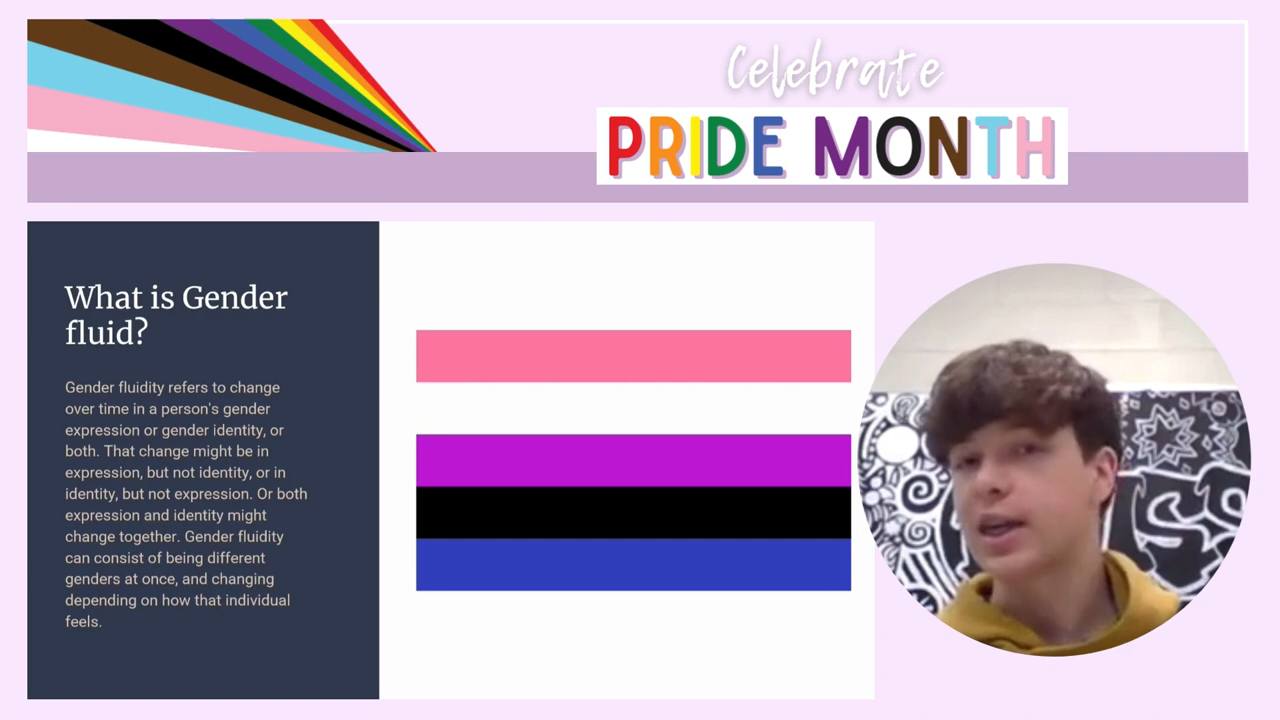 Celebrate
PRIDE MONTH
What is Gender
fluid?
Gender fluidity refers to change
over time in a person's gender
expression or gender identity, or
both. That change might be in
expression, but not identity, or in
identity, but not expression. Or both
expression and identity might
change together. Gender fluidity
can consist of being different
genders at once, and changing
depending on how that individual
feels.